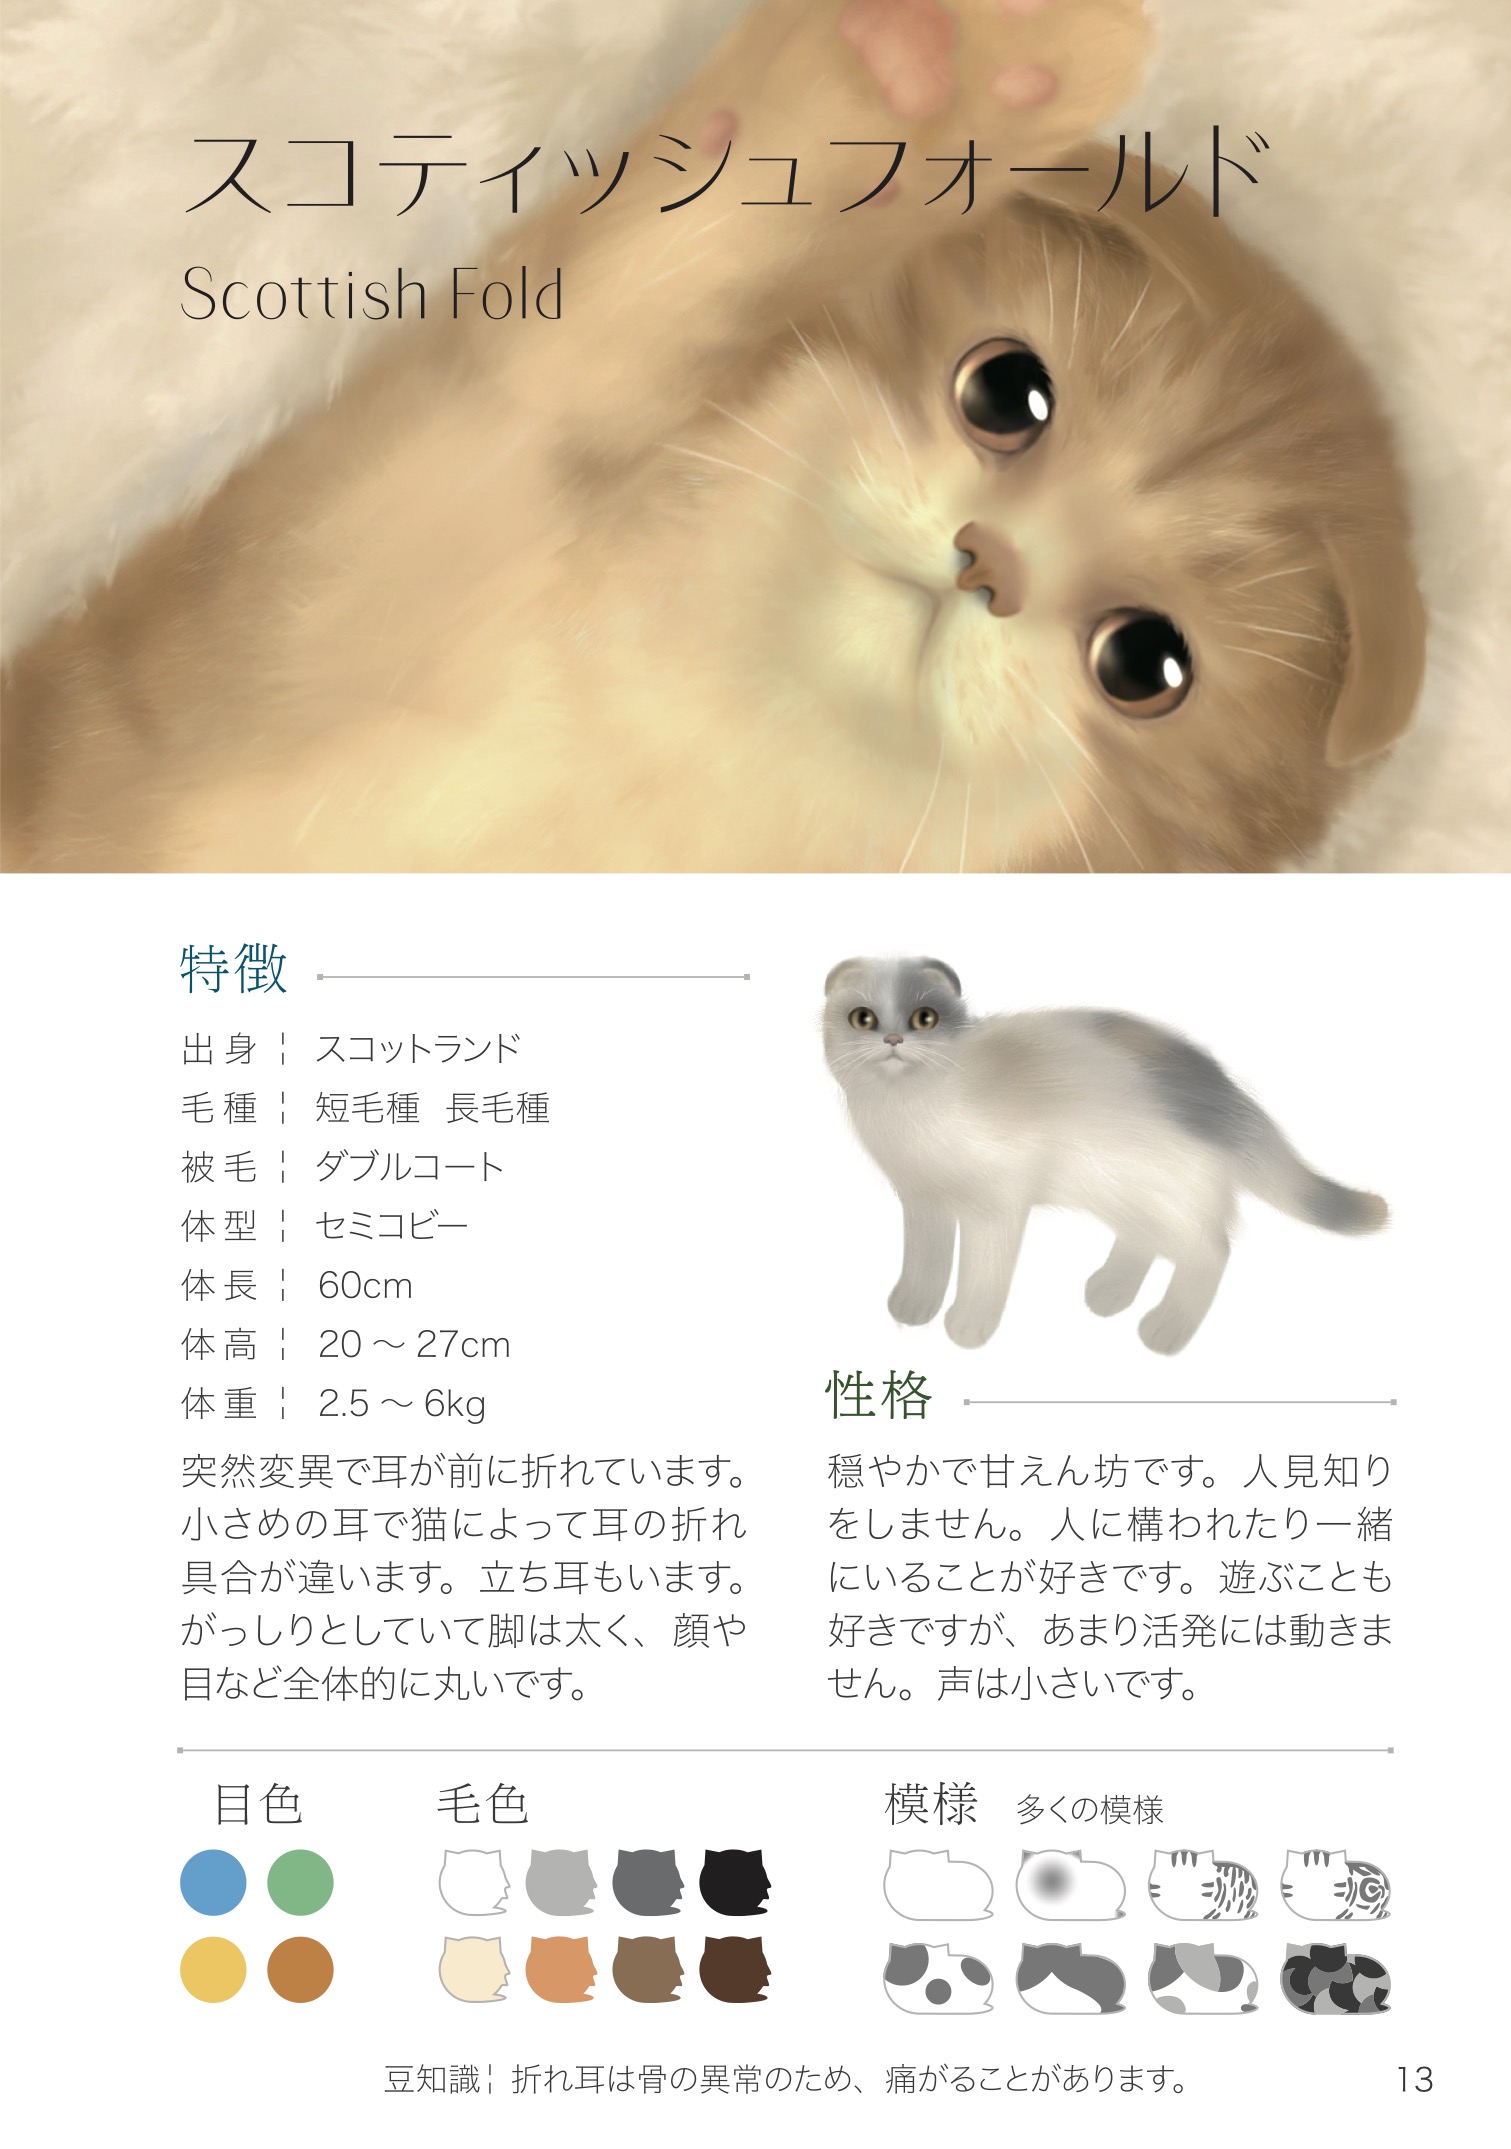 スコティッシュフォールド
Scottish Fold
特徴
出身 ¦ スコットランド
毛種 ¦ 短毛種 長毛種
被毛 ¦ ダブルコート
体型 ¦ セミコビー
体長 ¦ 60cm
体高 ¦ 20 〜 27cm
体重 ¦ 2.5 〜 6kg
突然変異で耳が前に折れています。
小さめの耳で猫によって耳の折れ
具合が違います。立ち耳もいます。
がっしりとしていて脚は太く、顔や
目など全体的に丸いです。
性格
穏やかで甘えん坊です。人見知り
をしません。人に構われたり一緒
にいることが好きです。遊ぶことも
好きですが、あまり活発には動きま
せん。声は小さいです。
目色
毛色
模様 多くの模様
豆知識¦ 折れ耳は骨の異常のため、痛がることがあります。
13